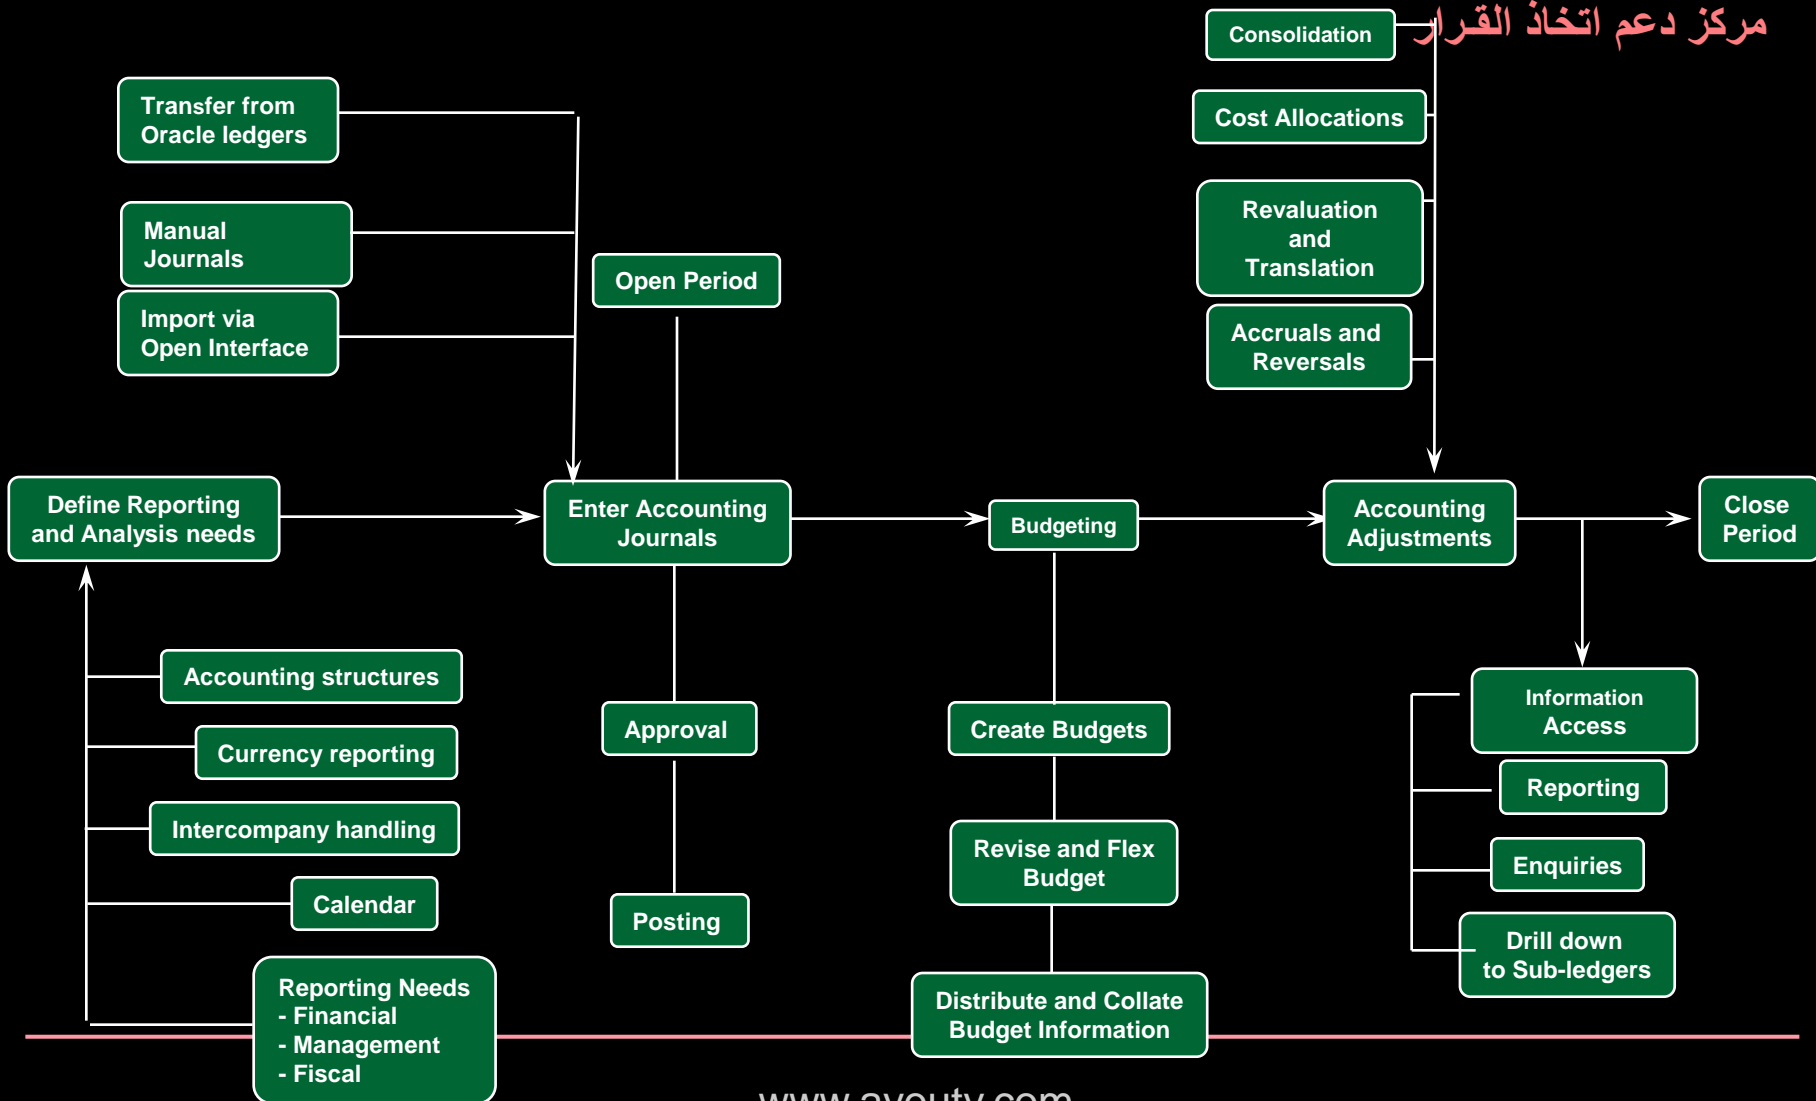 مركز دعم اتخاذ القرار
Consolidation
Transfer from
Oracle ledgers
Cost Allocations
Manual
Journals
Revaluation
and
Translation
Open Period
Import via
Open Interface
Accruals and
Reversals
Define Reporting
and Analysis needs
Enter Accounting
Journals
Budgeting
Accounting
Adjustments
Close
Period
Accounting structures
Currency reporting
Intercompany handling
Calendar
Reporting Needs
- Financial
- Management
- Fiscal
Approval
Posting
Create Budgets
Revise and Flex
Budget
Distribute and Collate
Budget Information
Information
Access
Reporting
Enquiries
Drill down
to Sub-ledgers
www.ayouty.com